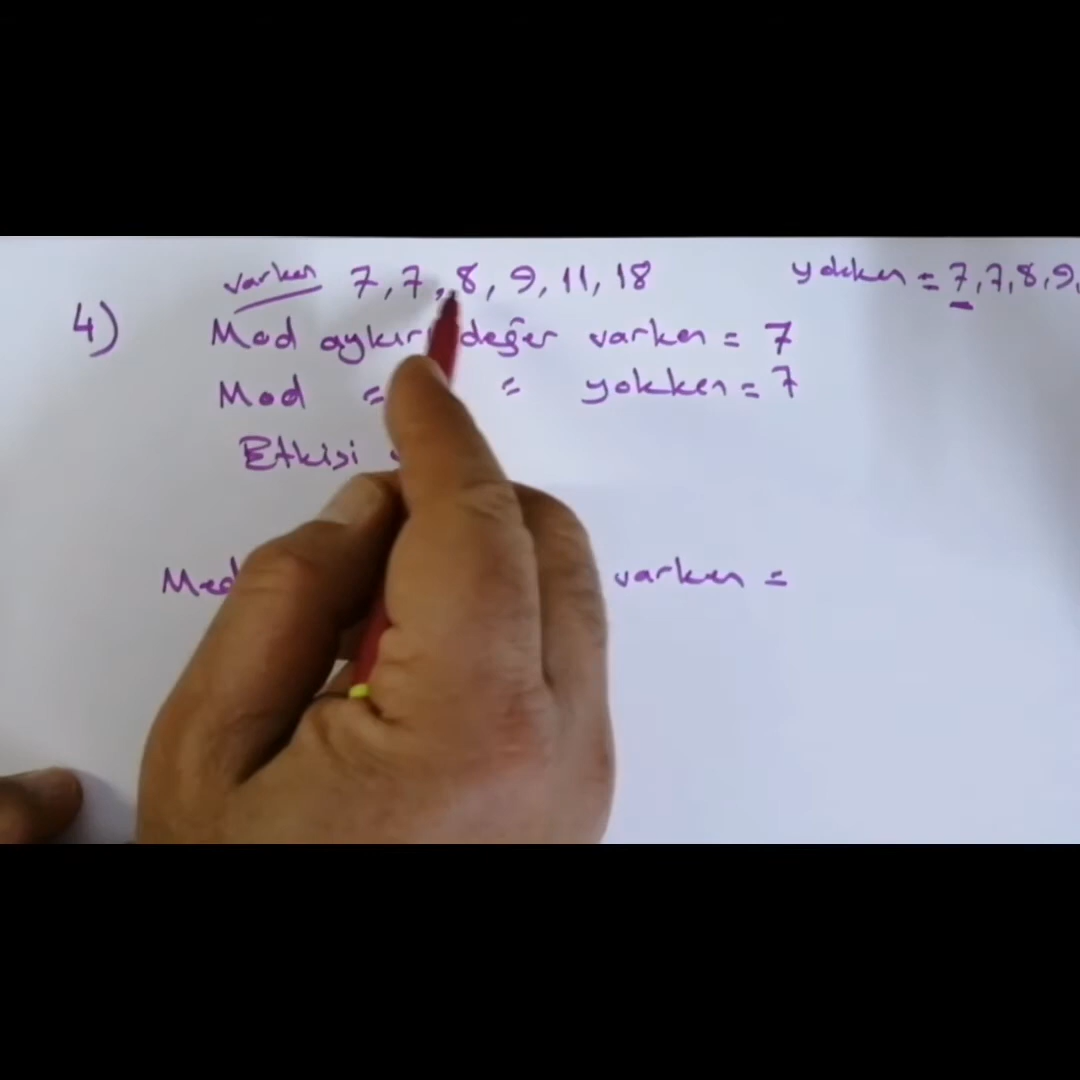 varken 7, 7, 8, 9, 11, 18 yokken = 7, 7, 8, 9,
4) Mod aykırı değer varken = 7
Mod = = yokken = 7
Etkisi
varken =